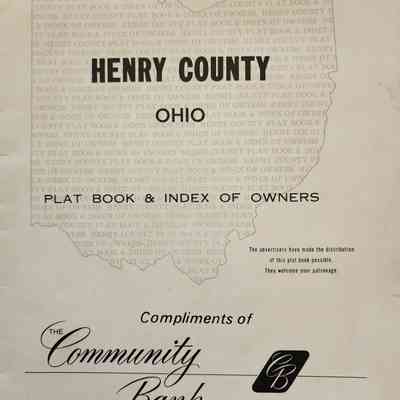 HENRY COUNTY
OHIO
PLAT BOOK & INDEX OF OWNERS
The advertisers have made the distribution
of this plat book possible.
They welcome your patronage.
Compliments of
THE
Community
Bank
CB